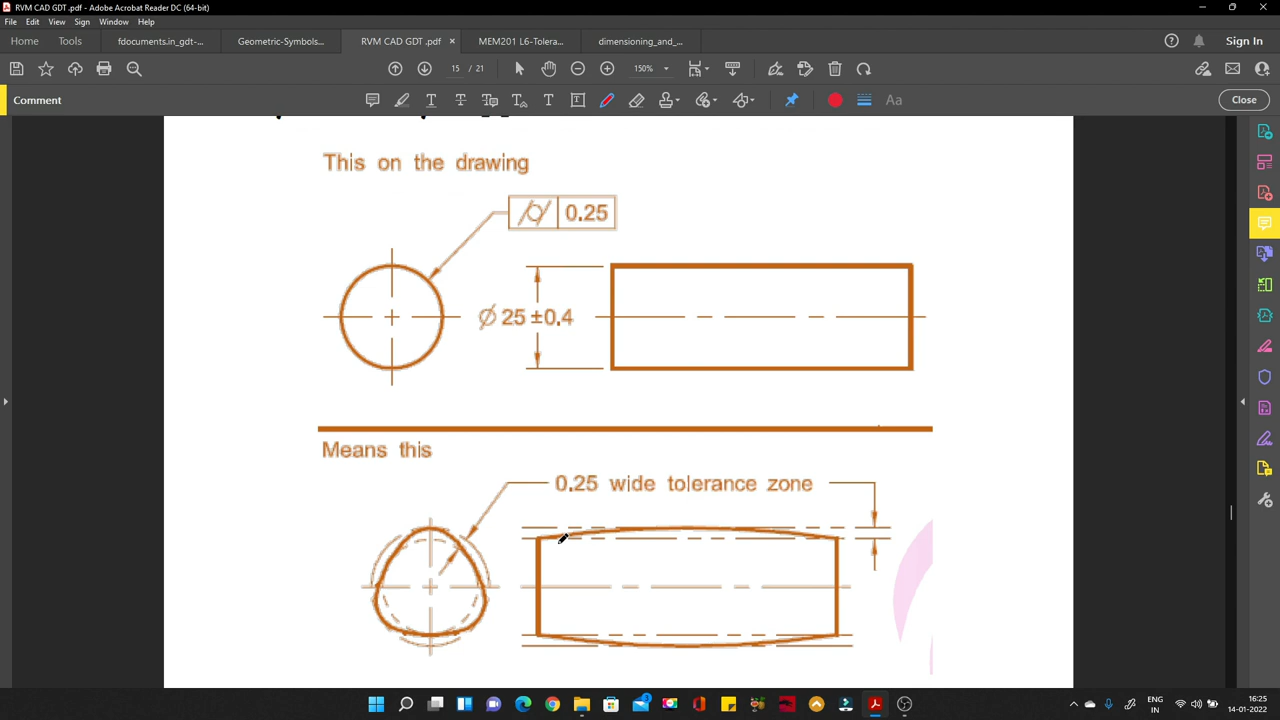 RVM CAD GDT .pdf - Adobe Acrobat Reader DC (64-bit)
File Edit View Sign Window Help
Home Tools fdocuments.in_gdt-... Geometric-Symbols... RVM CAD GDT .pdf × MEM201 L6-Tolera... dimensioning_and_... Sign In
15 / 21 150%
Comment Aa Close
This on the drawing
0.25
Ø 25 ±0.4
Means this
0.25 wide tolerance zone
ENG
IN
16:25
14-01-2022